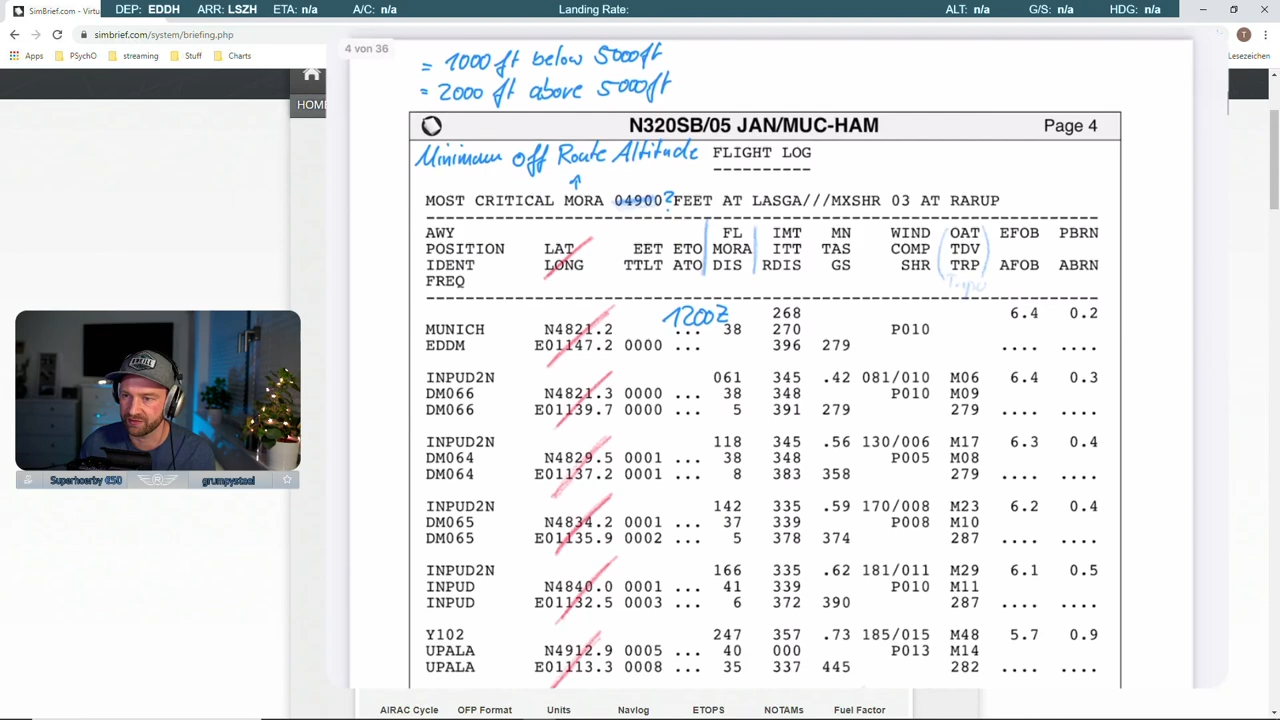 SimBrief.com - Virtu
DEP: EDDH ARR: LSZH ETA: n/a A/C: n/a Landing Rate: ALT: n/a G/S: n/a HDG: n/a
simbrief.com/system/briefing.php
T
Apps PSychO streaming Stuff Charts Lesezeichen
4 von 36
HOME
= 1000 ft below 5000ft
= 2000 ft above 5000ft
N320SB/05 JAN/MUC-HAM Page 4
Minimum off Route Altitude FLIGHT LOG
MOST CRITICAL MORA 04900 ? FEET AT LASGA///MXSHR 03 AT RARUP
AWY FL IMT MN WIND OAT EFOB PBRN
POSITION LAT EET ETO MORA ITT TAS COMP TDV
IDENT LONG TTLT ATO DIS RDIS GS SHR TRP AFOB ABRN
FREQ
1200Z 268 6.4 0.2
MUNICH N4821.2 ... 38 270 P010
EDDM E01147.2 0000 ... 396 279 .... ....
INPUD2N 061 345 .42 081/010 M06 6.4 0.3
DM066 N4821.3 0000 ... 38 348 P010 M09
DM066 E01139.7 0000 ... 5 391 279 279 .... ....
INPUD2N 118 345 .56 130/006 M17 6.3 0.4
DM064 N4829.5 0001 ... 38 348 P005 M08
DM064 E01137.2 0001 ... 8 383 358 279 .... ....
INPUD2N 142 335 .59 170/008 M23 6.2 0.4
DM065 N4834.2 0001 ... 37 339 P008 M10
DM065 E01135.9 0002 ... 5 378 374 287 .... ....
INPUD2N 166 335 .62 181/011 M29 6.1 0.5
INPUD N4840.0 0001 ... 41 339 P010 M11
INPUD E01132.5 0003 ... 6 372 390 287 .... ....
Y102 247 357 .73 185/015 M48 5.7 0.9
UPALA N4912.9 0005 ... 40 000 P013 M14
UPALA E01113.3 0008 ... 35 337 445 282 .... ....
Superhoerby €50 R grumpystool
AIRAC Cycle OFP Format Units Navlog ETOPS NOTAMs Fuel Factor